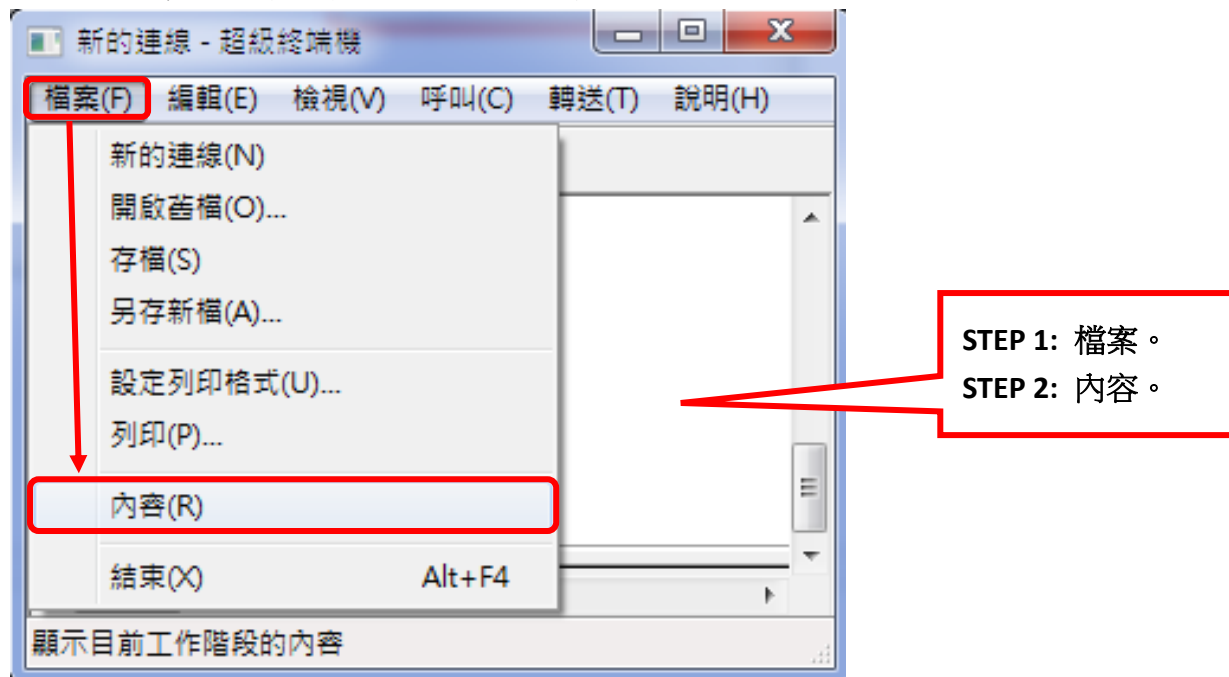 新的連線 - 超級終端機
檔案(F) 編輯(E) 檢視(V) 呼叫(C) 轉送(T) 說明(H)
新的連線(N)
開啟舊檔(O)...
存檔(S)
另存新檔(A)...
設定列印格式(U)...
列印(P)...
內容(R)
結束(X) Alt+F4
顯示目前工作階段的內容
STEP 1: 檔案。
STEP 2: 內容。